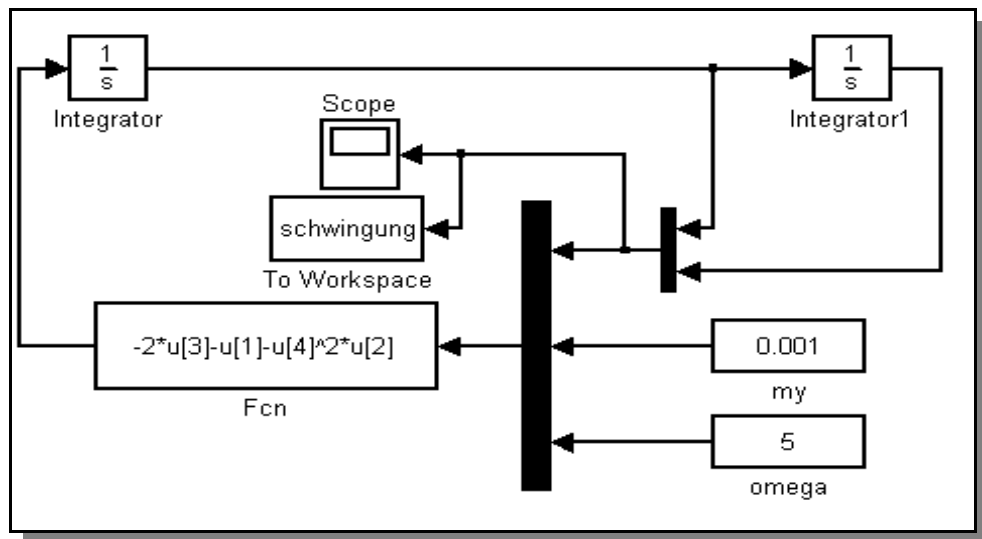 1
s
Integrator
1
s
Integrator1
Scope
schwingung
To Workspace
-2*u[3]-u[1]-u[4]^2*u[2]
Fcn
0.001
my
5
omega